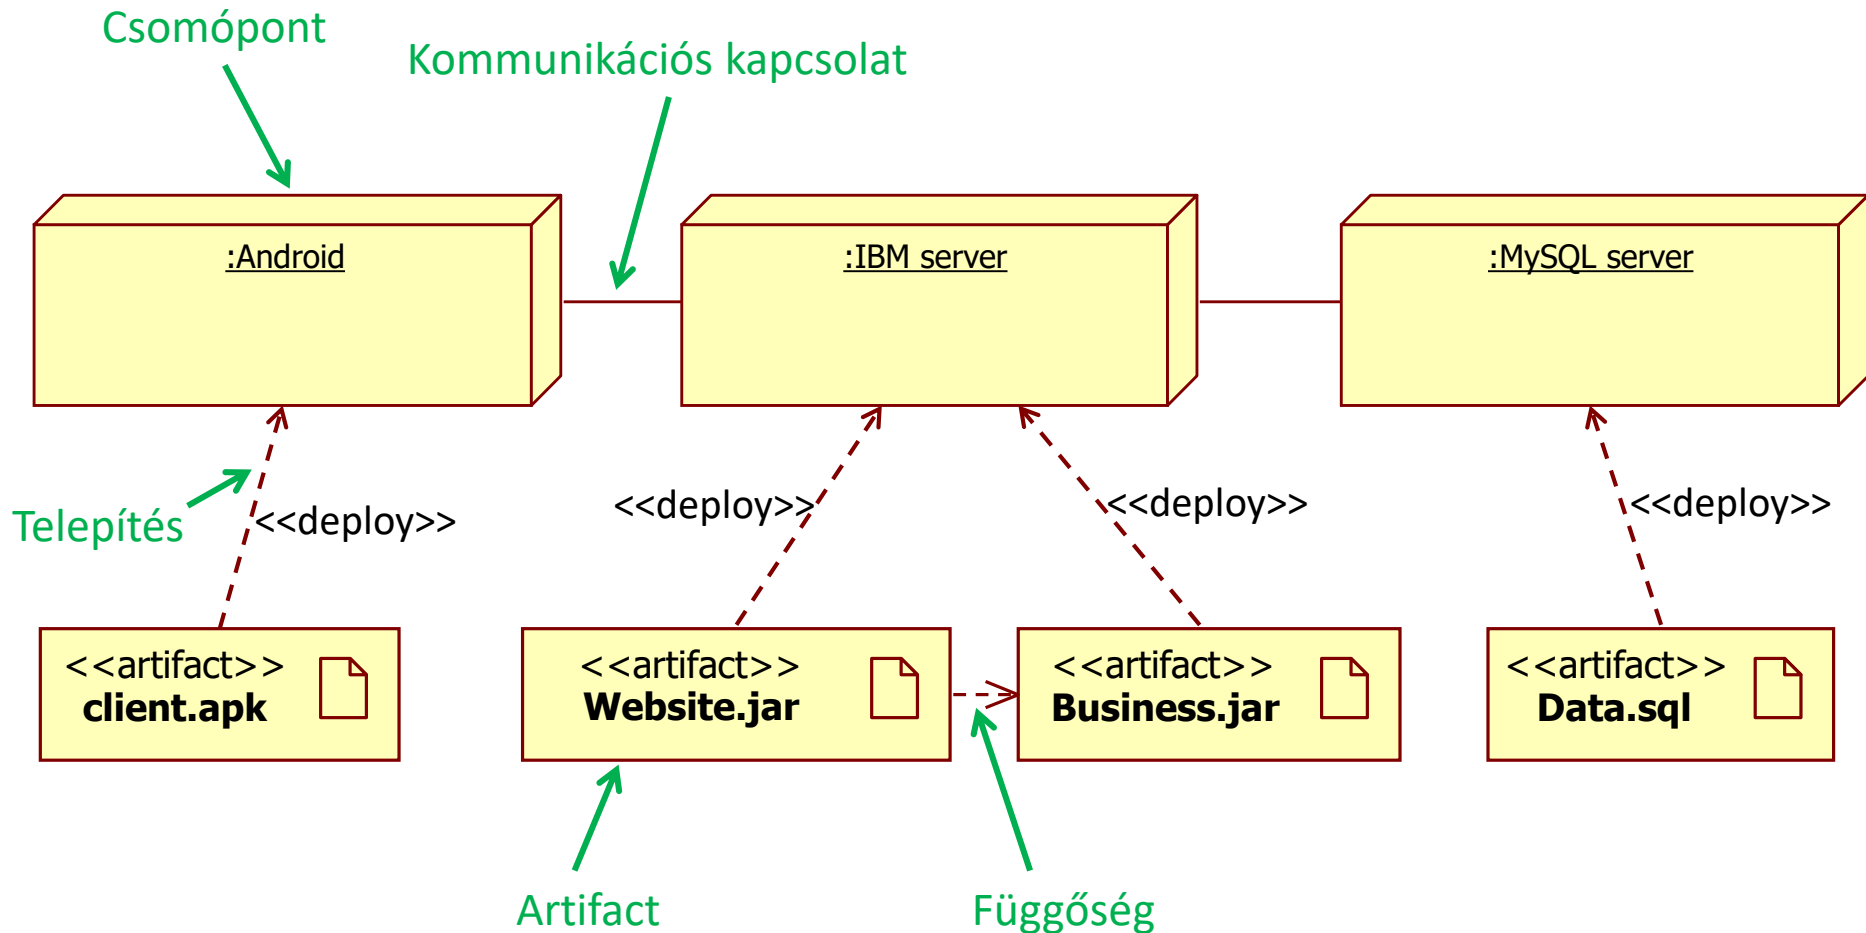 Csomópont
Kommunikációs kapcsolat
:Android
:IBM server
:MySQL server
Telepítés
<<deploy>>
<<deploy>>
<<deploy>>
<<deploy>>
<<artifact>>
client.apk
<<artifact>>
Website.jar
<<artifact>>
Business.jar
<<artifact>>
Data.sql
Artifact
Függőség